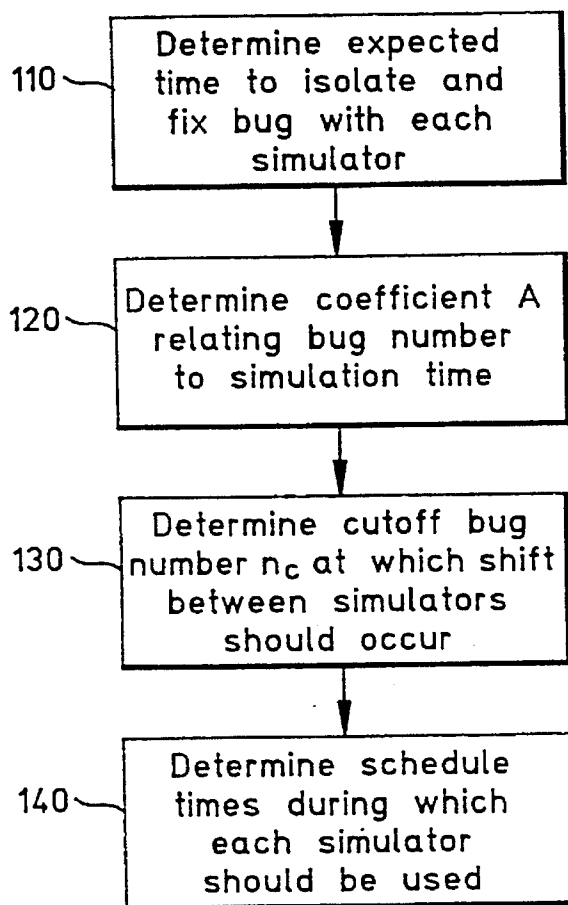 110
Determine expected
time to isolate and
fix bug with each
simulator
120
Determine coefficient A
relating bug number
to simulation time
130
Determine cutoff bug
number nc at which shift
between simulators
should occur
140
Determine schedule
times during which
each simulator
should be used